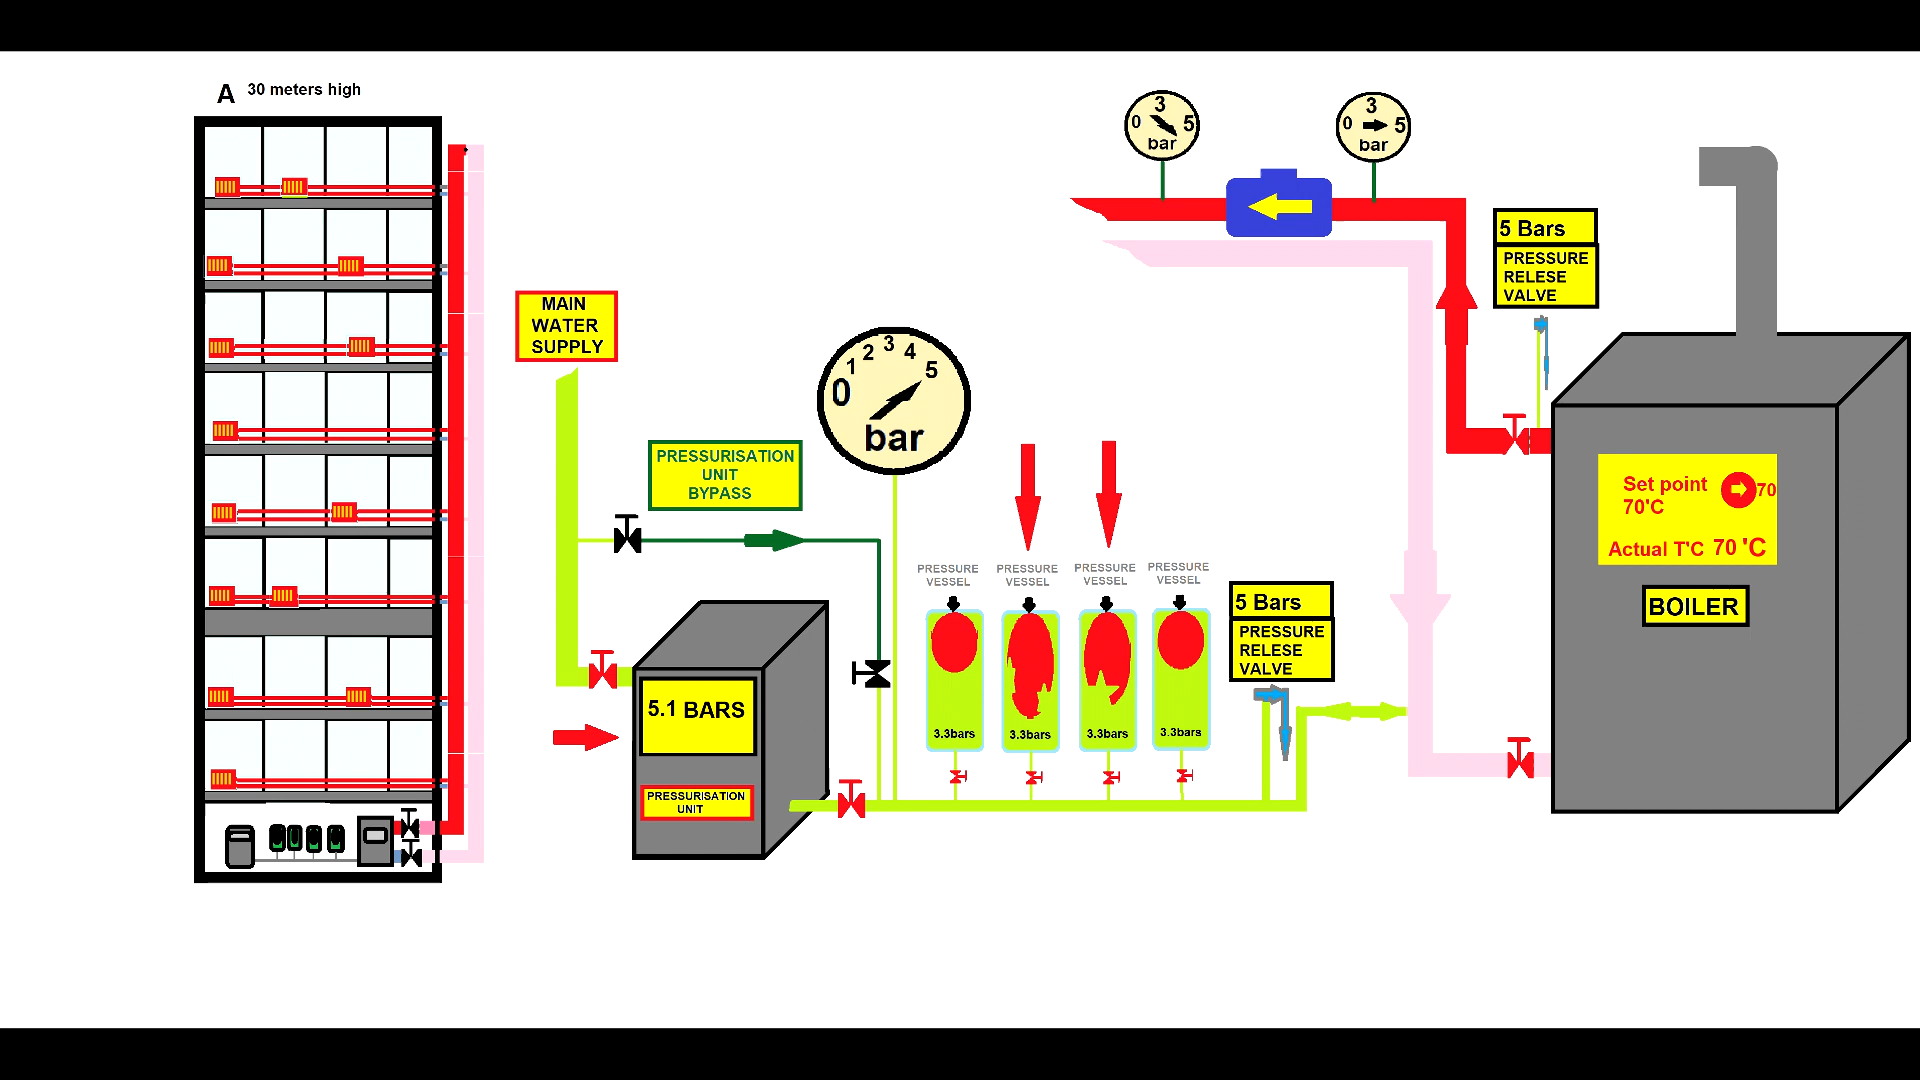 A 30 meters high
MAIN
WATER
SUPPLY
PRESSURISATION
UNIT
BYPASS
0 1 2 3 4 5
bar
0 3 5
bar
0 3 5
bar
5 Bars
PRESSURE
RELESE
VALVE
PRESSURE
VESSEL
PRESSURE
VESSEL
PRESSURE
VESSEL
PRESSURE
VESSEL
3.3bars
3.3bars
3.3bars
3.3bars
5 Bars
PRESSURE
RELESE
VALVE
5.1 BARS
PRESSURISATION
UNIT
Set point
70'C
70
Actual T'C 70 'C
BOILER